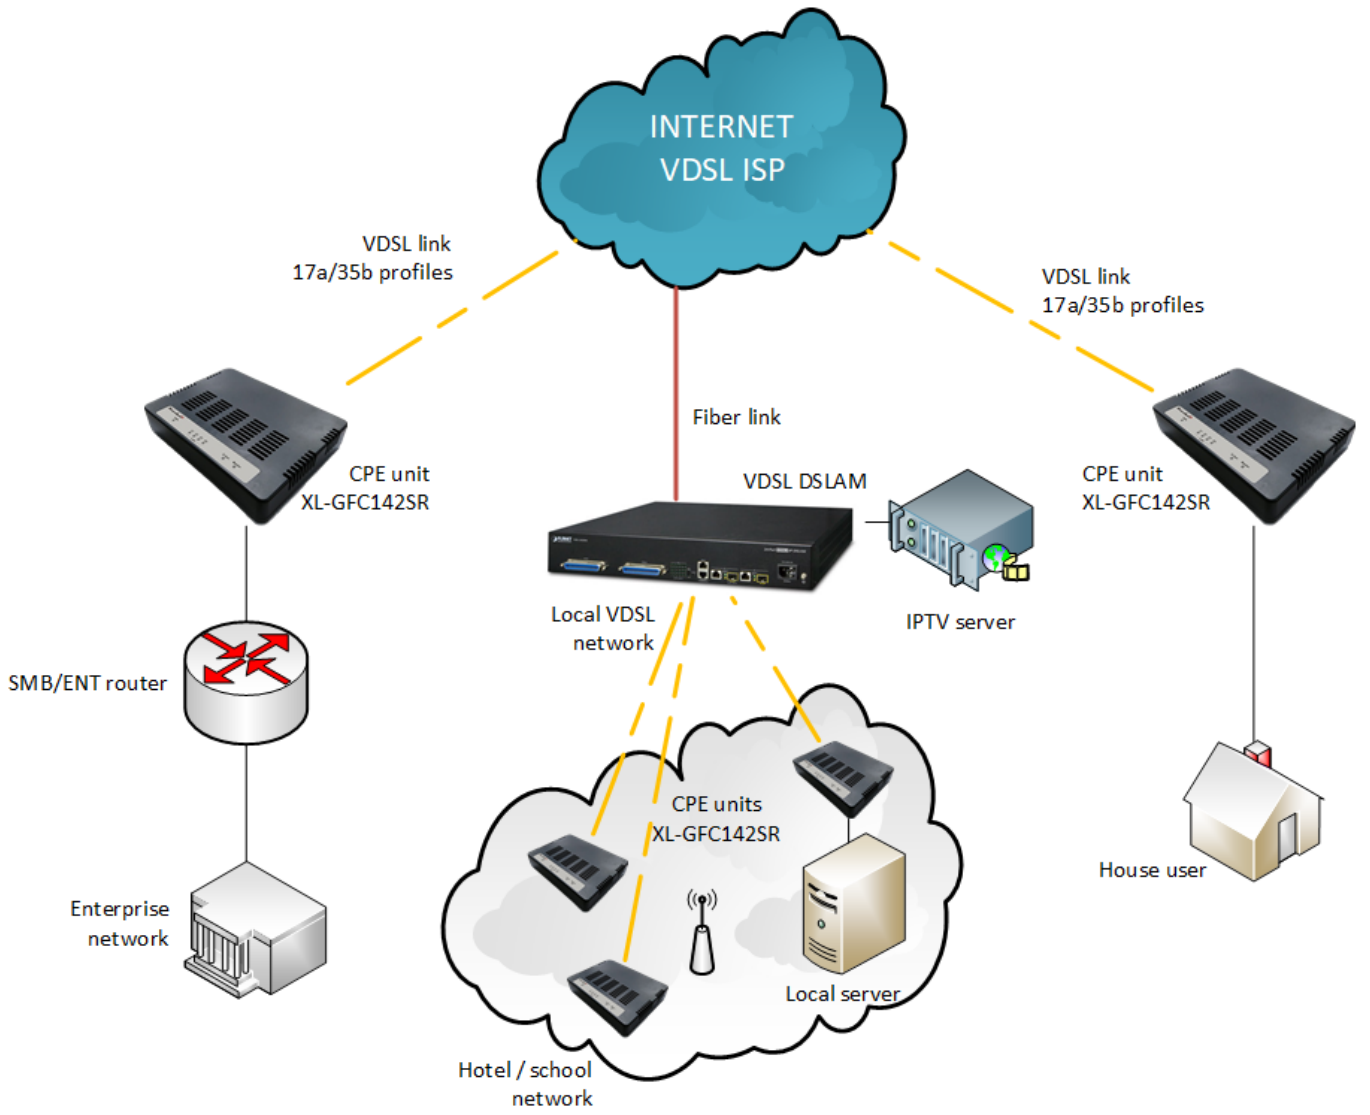 INTERNET
VDSL ISP
VDSL link
17a/35b profiles
VDSL link
17a/35b profiles
Fiber link
CPE unit
XL-GFC142SR
VDSL DSLAM
CPE unit
XL-GFC142SR
PLANET
Local VDSL
network
IPTV server
SMB/ENT router
CPE units
XL-GFC142SR
House user
Enterprise
network
Local server
Hotel / school
network